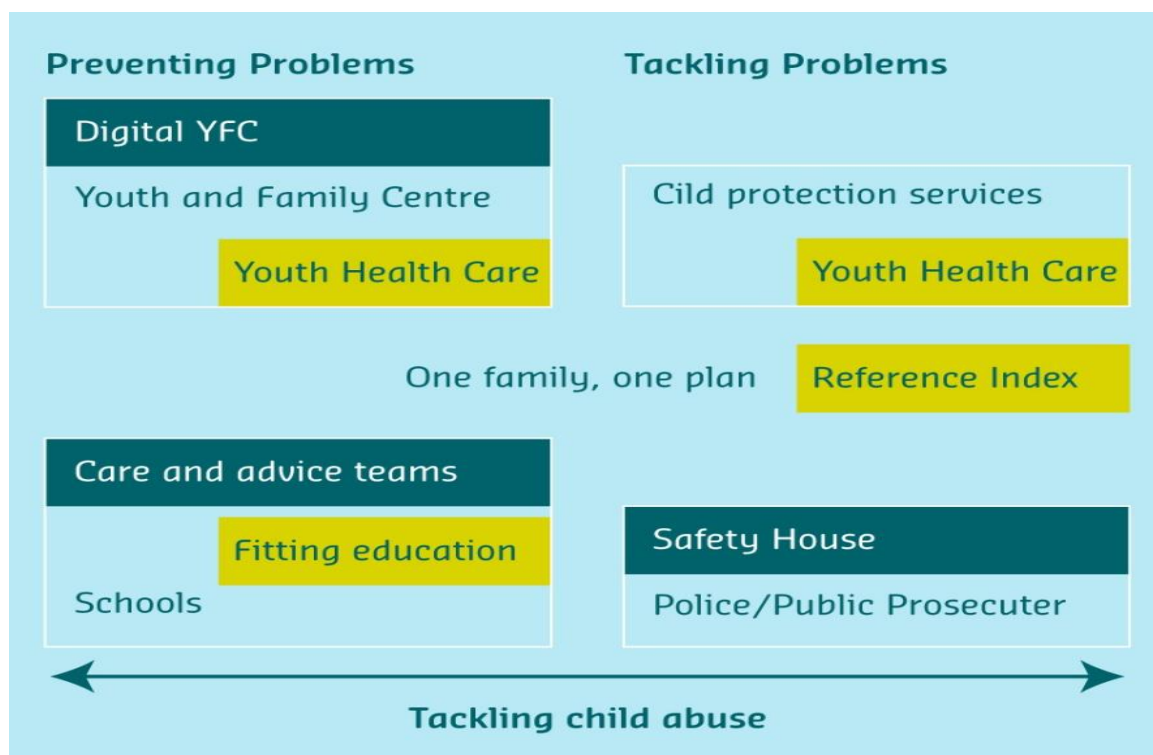 Preventing Problems
Tackling Problems
Digital YFC
Youth and Family Centre
Youth Health Care
Cild protection services
Youth Health Care
One family, one plan
Reference Index
Care and advice teams
Fitting education
Schools
Safety House
Police/Public Prosecuter
Tackling child abuse